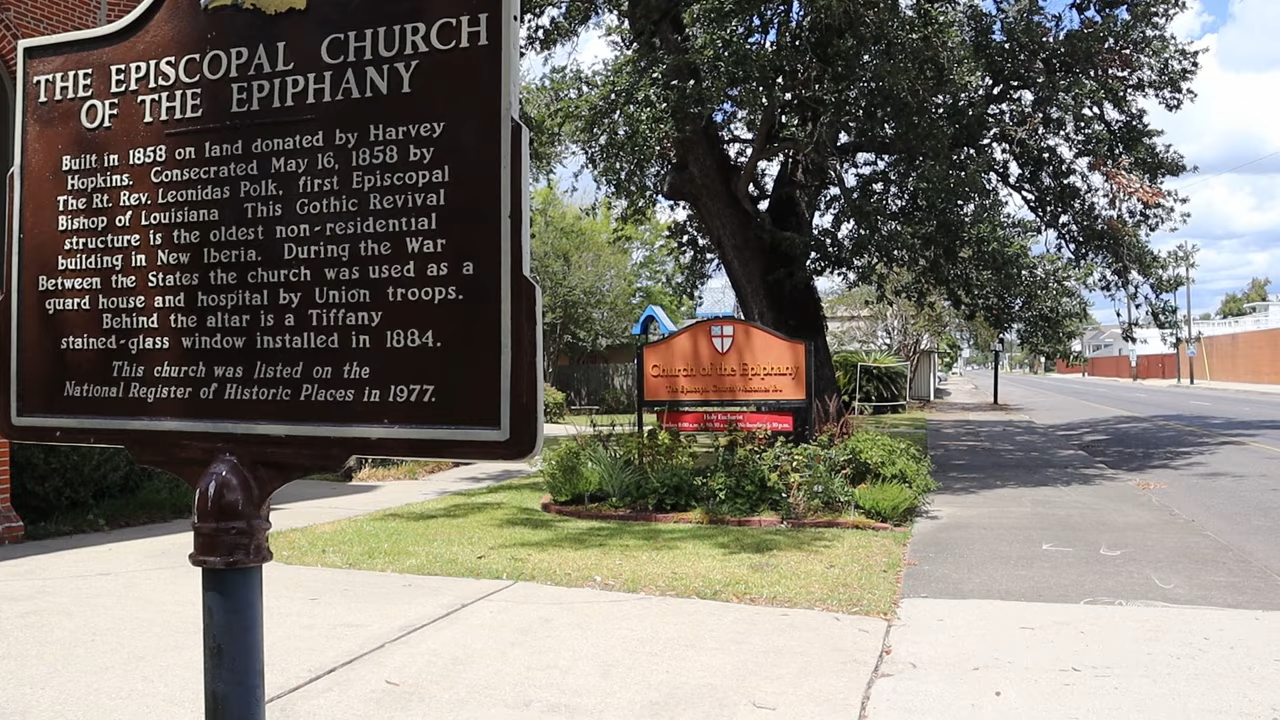 THE EPISCOPAL CHURCH
OF THE EPIPHANY
Built in 1858 on land donated by Harvey
Hopkins. Consecrated May 16, 1858 by
The Rt. Rev. Leonidas Polk, first Episcopal
Bishop of Louisiana This Gothic Revival
structure is the oldest non-residential
building in New Iberia. During the War
Between the States the church was used as a
guard house and hospital by Union troops.
Behind the altar is a Tiffany
stained-glass window installed in 1884.
This church was listed on the
National Register of Historic Places in 1977.
Church of the Epiphany
The Episcopal Church Welcomes You
Holy Eucharist